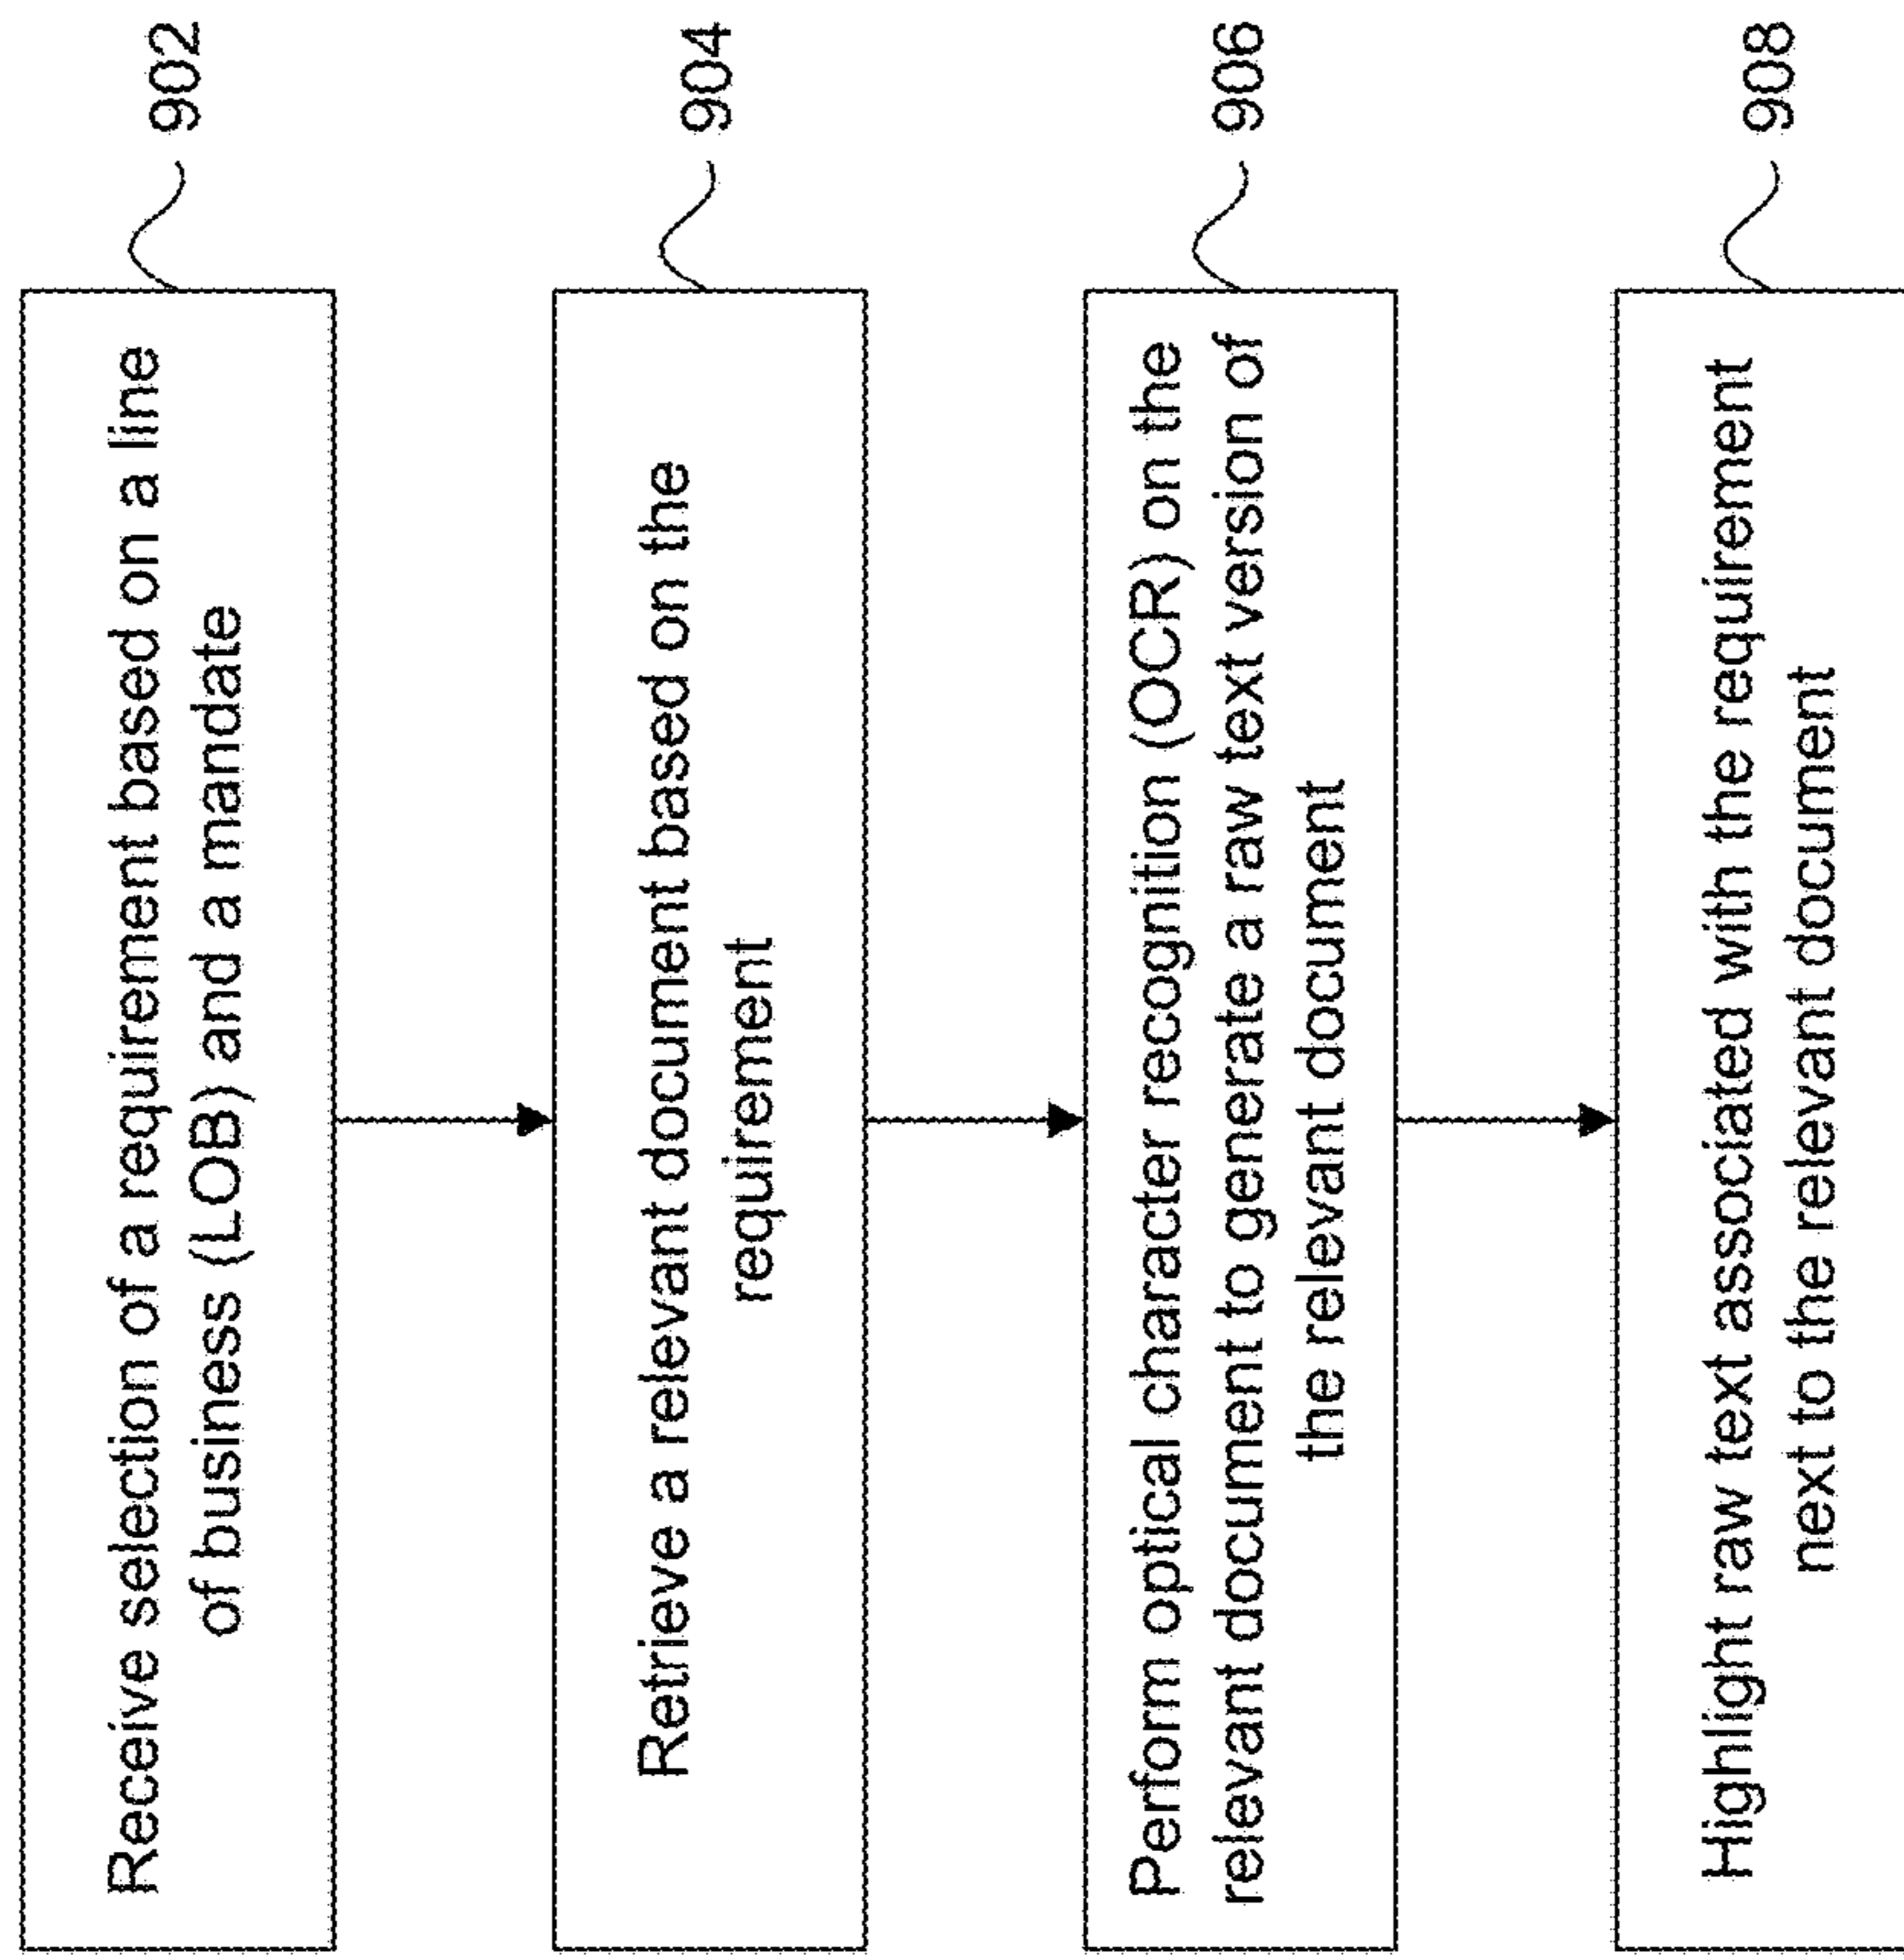 Receive selection of a requirement based on a line
of business (LOB) and a mandate
902
Retrieve a relevant document based on the
requirement
904
Perform optical character recognition (OCR) on the
relevant document to generate a raw text version of
the relevant document
906
Highlight raw text associated with the requirement
next to the relevant document
908